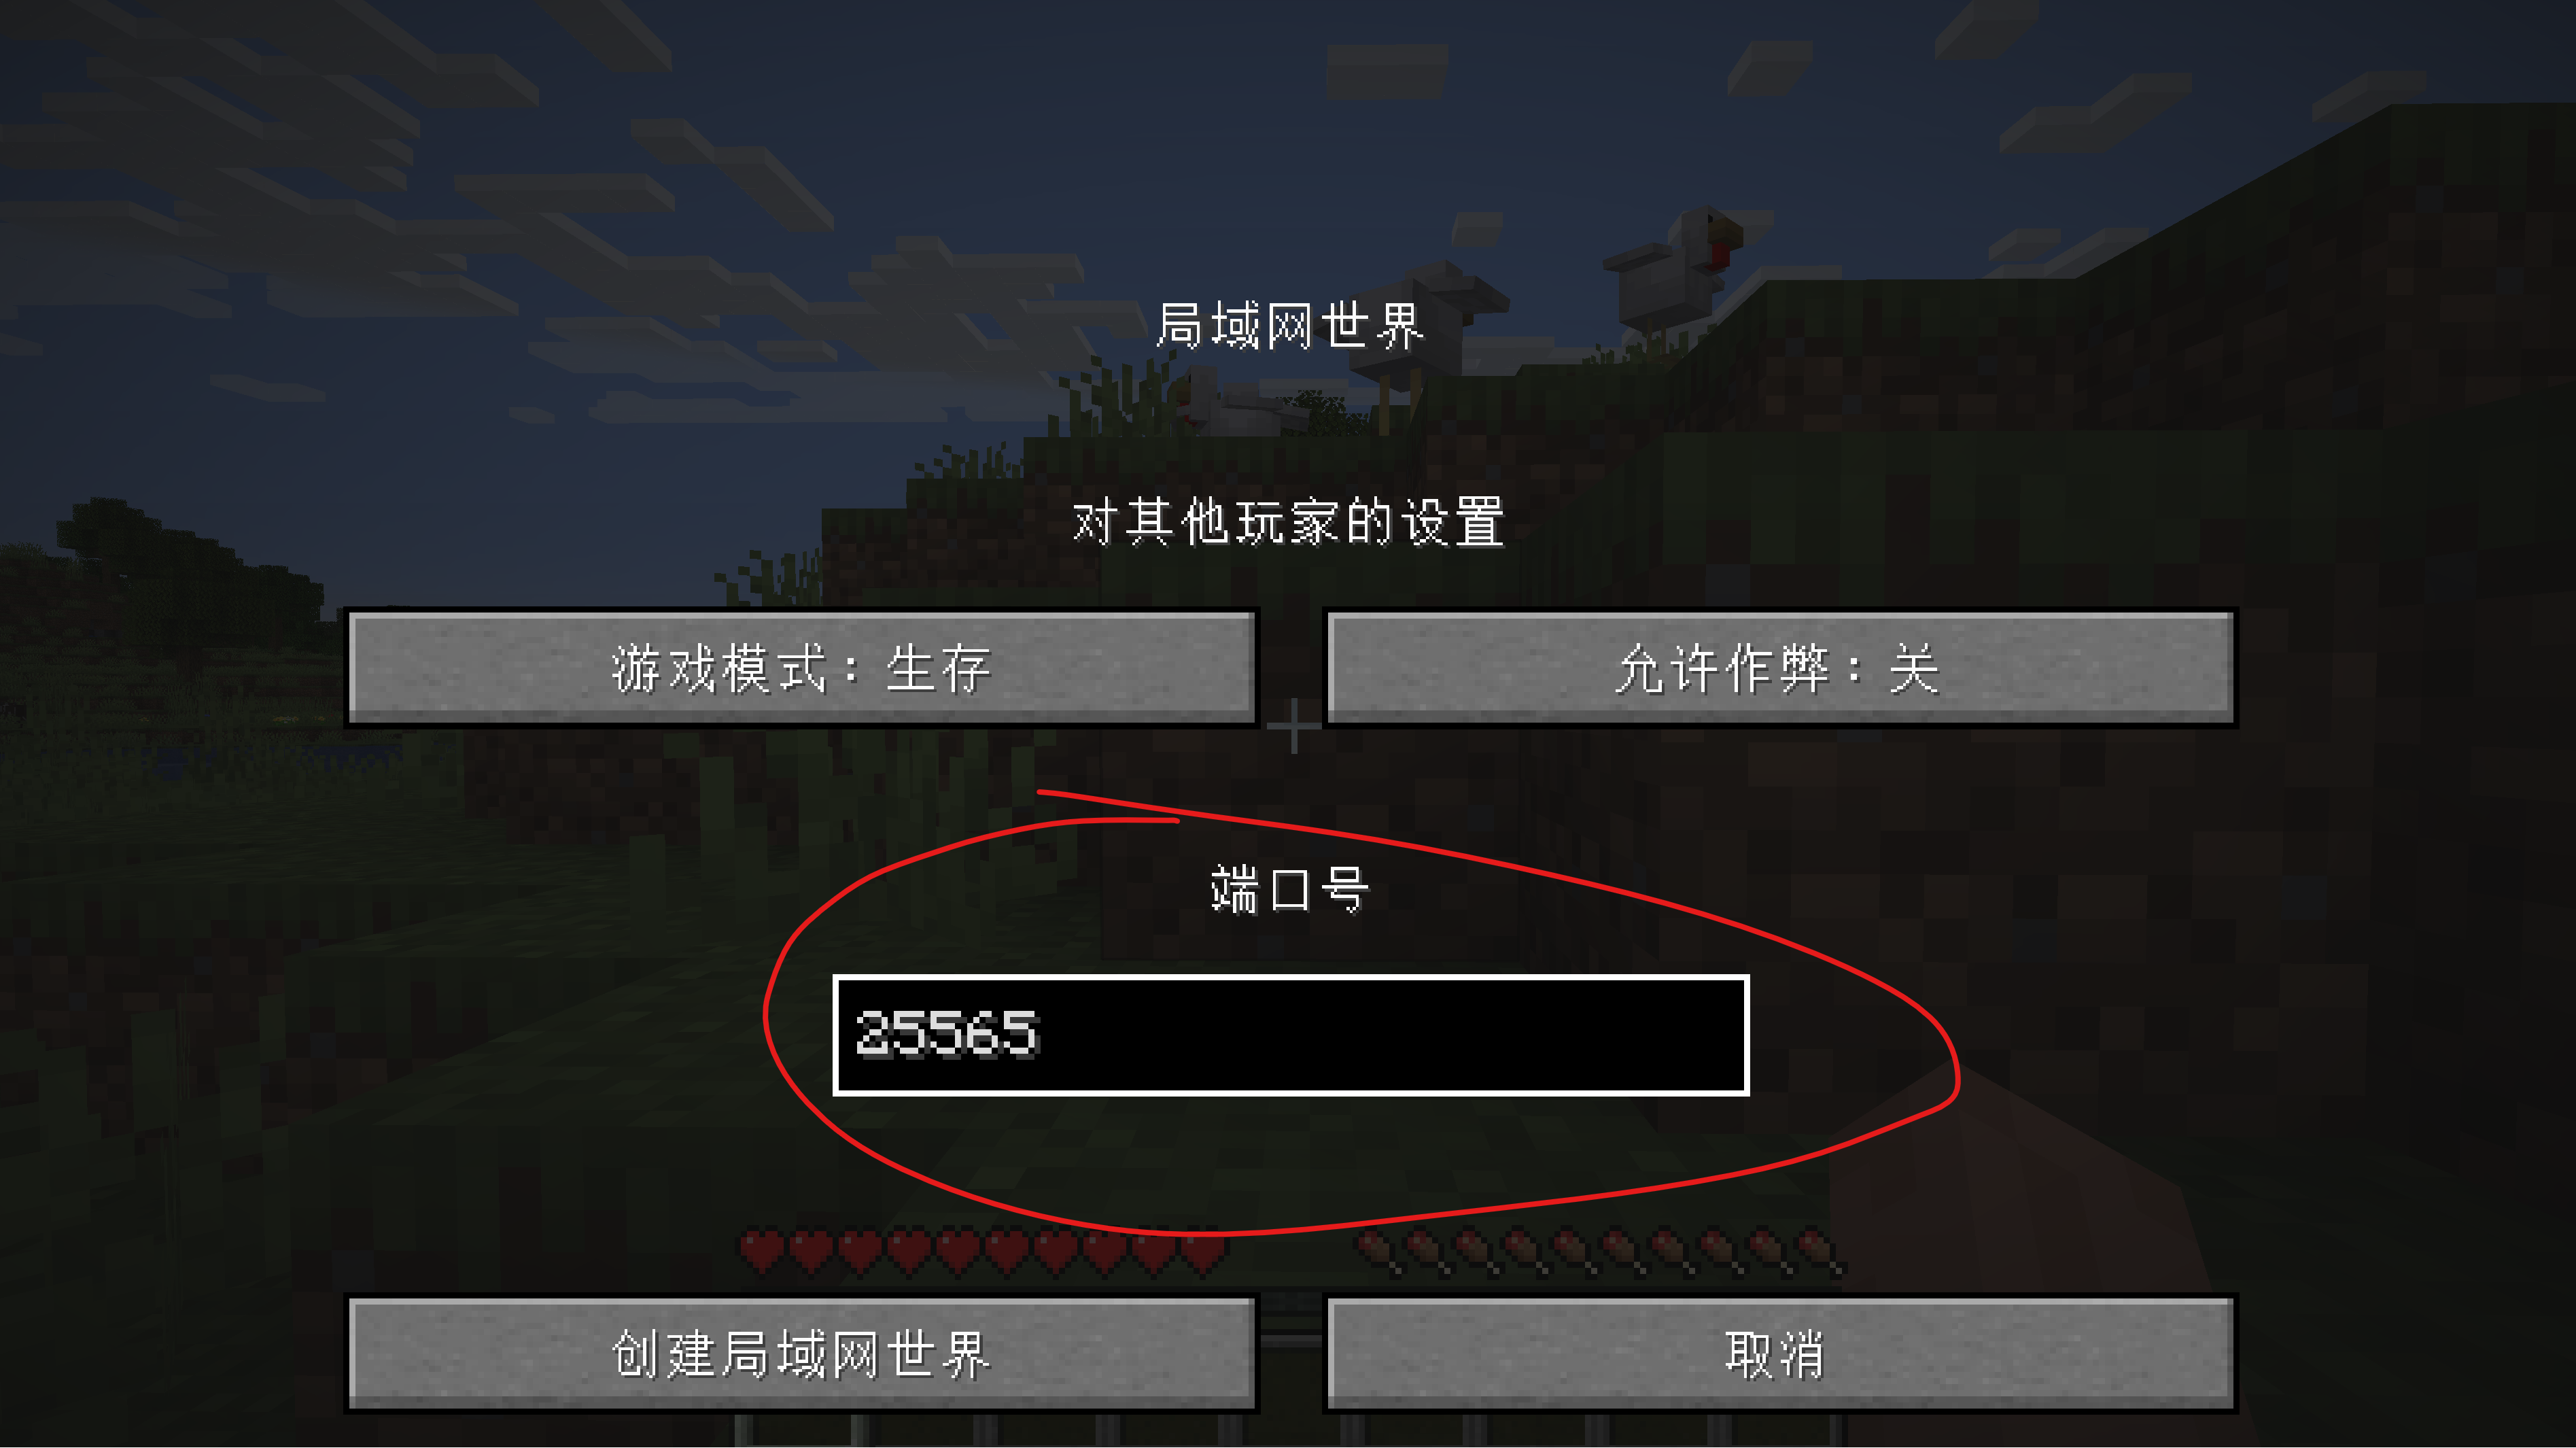 局域网世界
对其他玩家的设置
游戏模式：生存
允许作弊：关
端口号
25565
创建局域网世界
取消